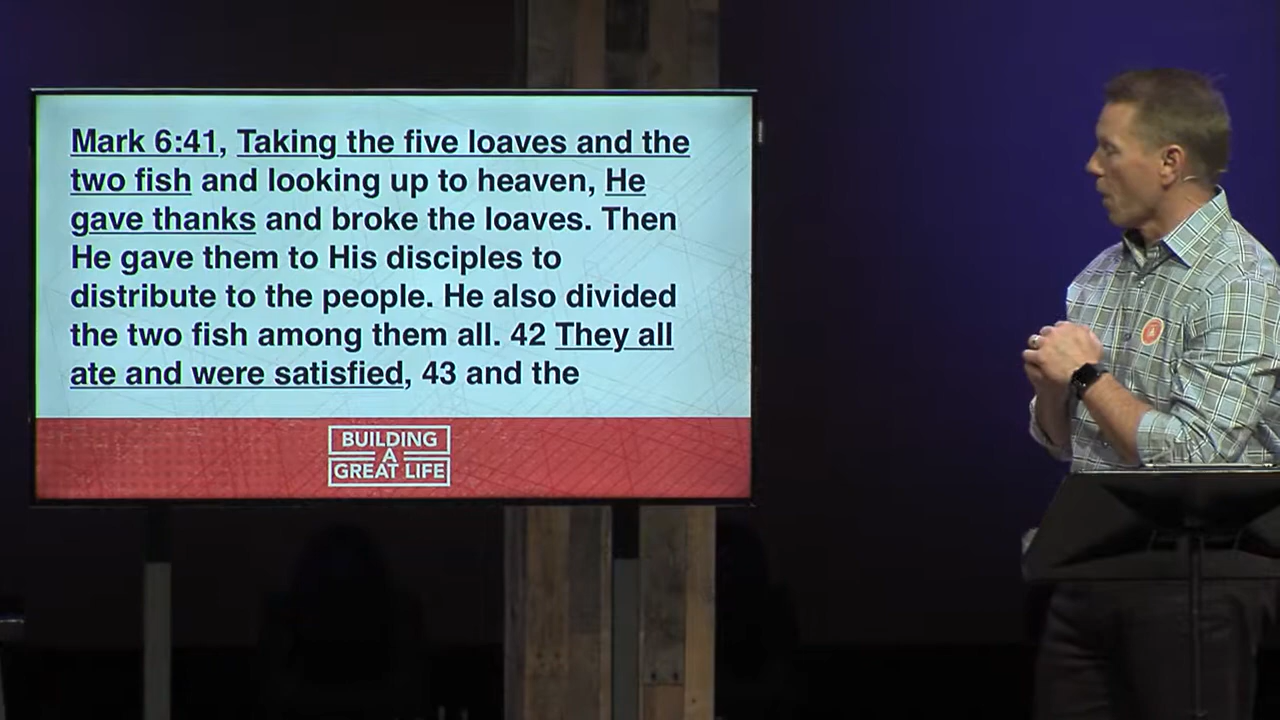 Mark 6:41, Taking the five loaves and the
two fish and looking up to heaven, He
gave thanks and broke the loaves. Then
He gave them to His disciples to
distribute to the people. He also divided
the two fish among them all. 42 They all
ate and were satisfied, 43 and the
BUILDING
A
GREAT LIFE